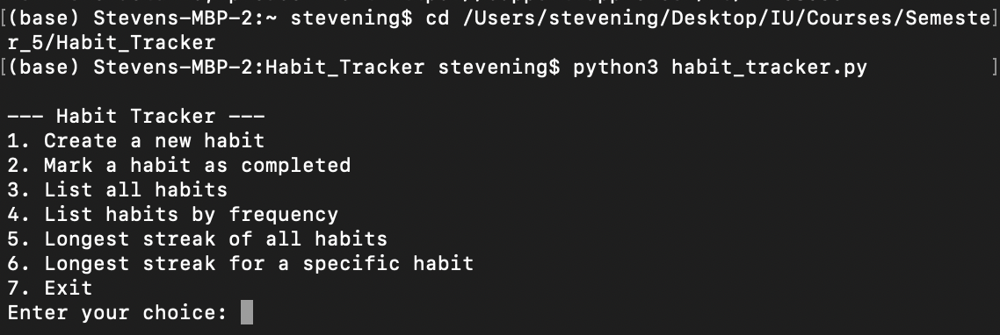 [(base) Stevens-MBP-2:~ stevening$ cd /Users/stevening/Desktop/IU/Courses/Semeste]
r_5/Habit_Tracker
[(base) Stevens-MBP-2:Habit_Tracker stevening$ python3 habit_tracker.py ]
--- Habit Tracker ---
1. Create a new habit
2. Mark a habit as completed
3. List all habits
4. List habits by frequency
5. Longest streak of all habits
6. Longest streak for a specific habit
7. Exit
Enter your choice: